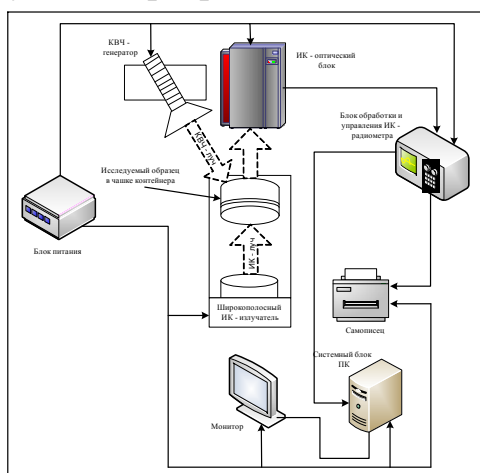 КВЧ -
генератор
ИК - оптический
блок
Блок обработки и
управления ИК -
радиометра
КВЧ - луч
Исследуемый образец
в чашке контейнера
Блок питания
ИК - луч
Широкополосный
ИК - излучатель
Самописец
Системный блок
ПК
Монитор